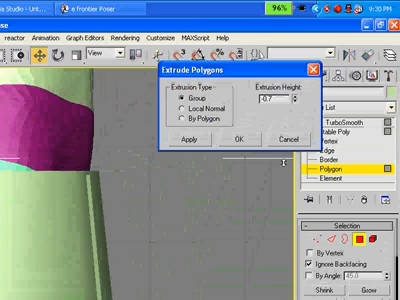 is Studio - Unt...
e frontier Poser
96%
9:30 PM
se
reactor Animation Graph Editors Rendering Customize MAXScript Help
View
Extrude Polygons
Extrusion Type
Extrusion Height:
Group
-0.7
Local Normal
By Polygon
Apply OK Cancel
List
TurboSmooth
table Poly
Vertex
Edge
Border
Polygon
Element
Selection
By Vertex
Ignore Backfacing
By Angle: 45.0
Shrink Grow